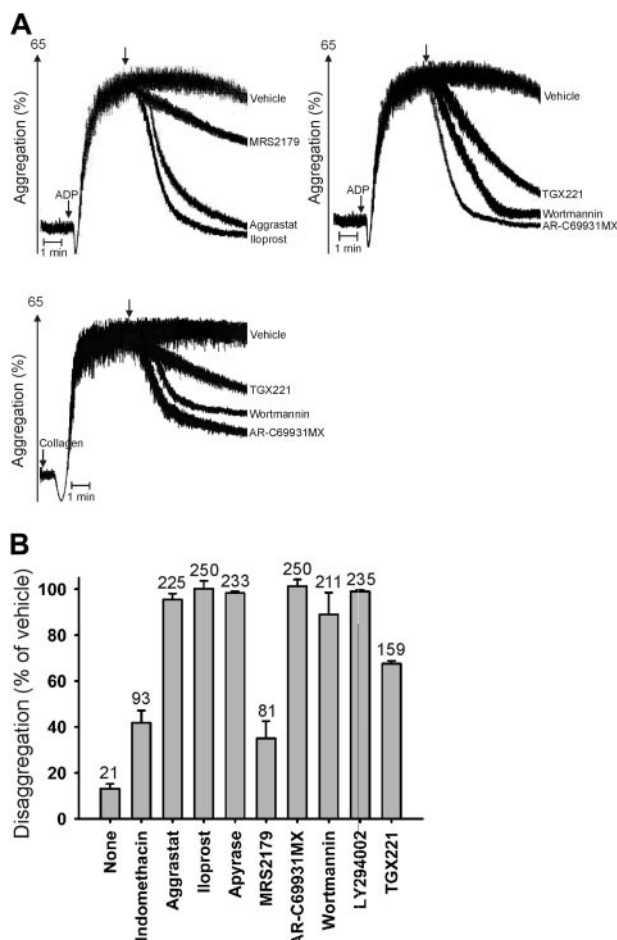 A
65
Aggregation (%)
ADP
1 min
Vehicle
MRS2179
Aggrastat
Iloprost
65
Aggregation (%)
ADP
1 min
Vehicle
TGX221
Wortmannin
AR-C69931MX
65
Aggregation (%)
Collagen
1 min
Vehicle
TGX221
Wortmannin
AR-C69931MX
B
Disaggregation (% of vehicle)
100
80
60
40
20
0
21
93
225
250
233
81
250
211
235
159
None
Indomethacin
Aggrastat
Iloprost
Apyrase
MRS2179
AR-C69931MX
Wortmannin
LY294002
TGX221